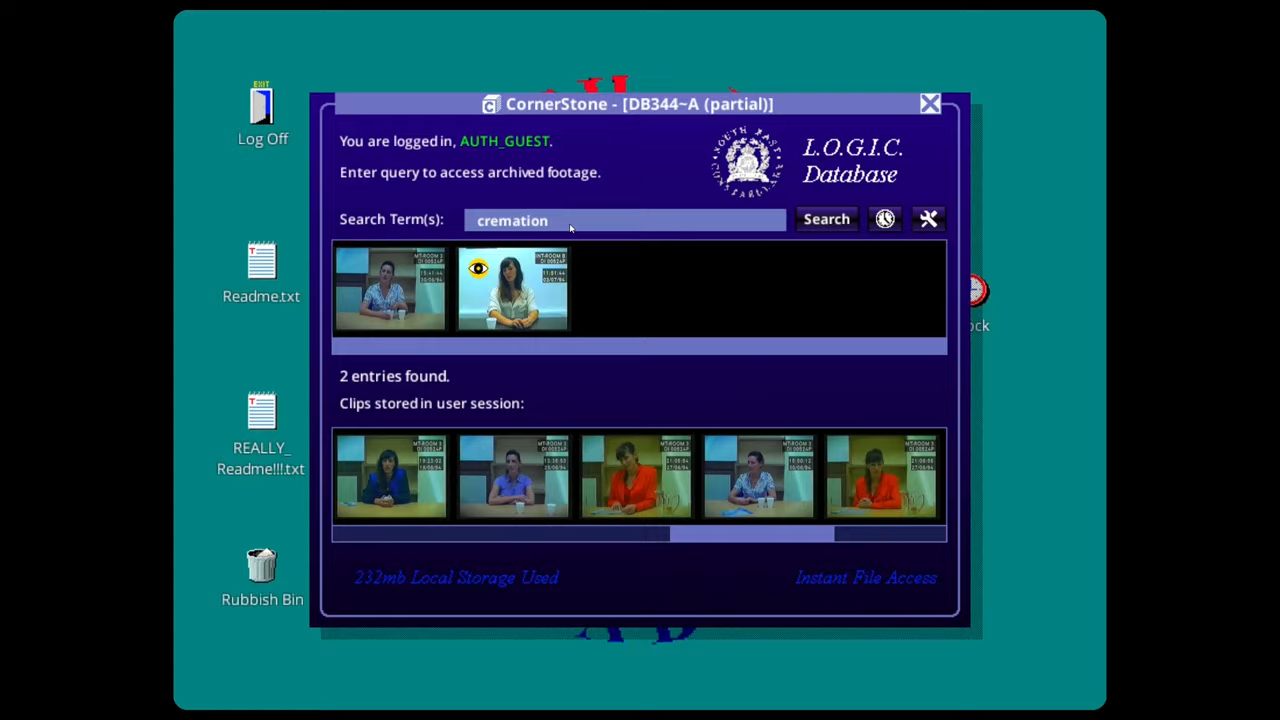 EXIT
Log Off
CornerStone - [DB344~A (partial)]
You are logged in, AUTH_GUEST.
L.O.G.I.C.
Database
Enter query to access archived footage.
Search Term(s):
cremation
Search
Readme.txt
2 entries found.
Clips stored in user session:
REALLY_
Readme!!!.txt
232mb Local Storage Used
Instant File Access
Rubbish Bin